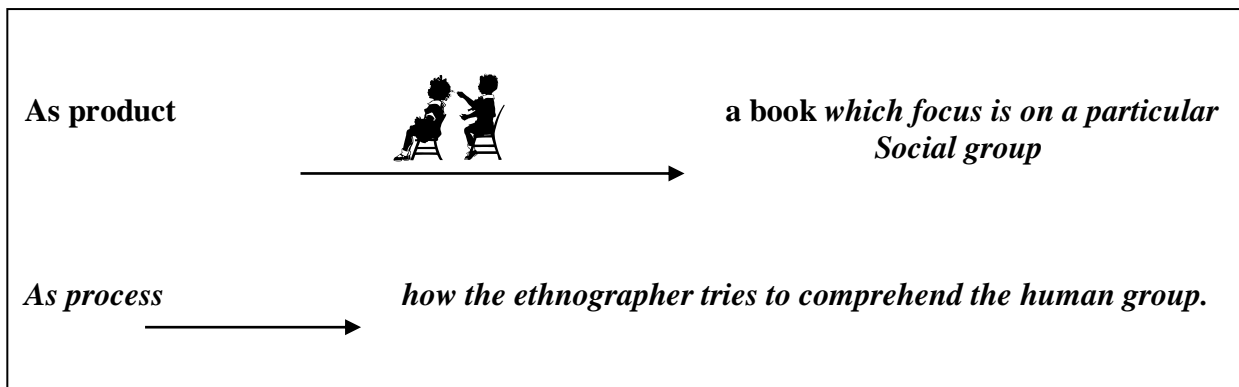 As product a book which focus is on a particular
Social group
As process how the ethnographer tries to comprehend the human group.